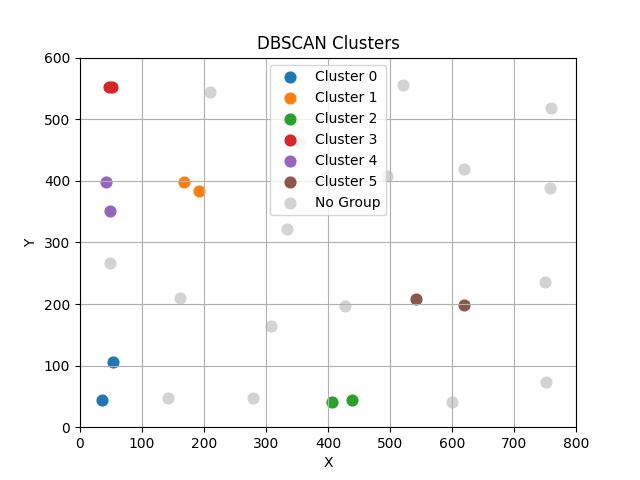 DBSCAN Clusters
600
500
400
300
200
100
0
Y
Cluster 0
Cluster 1
Cluster 2
Cluster 3
Cluster 4
Cluster 5
No Group
0 100 200 300 400 500 600 700 800
X